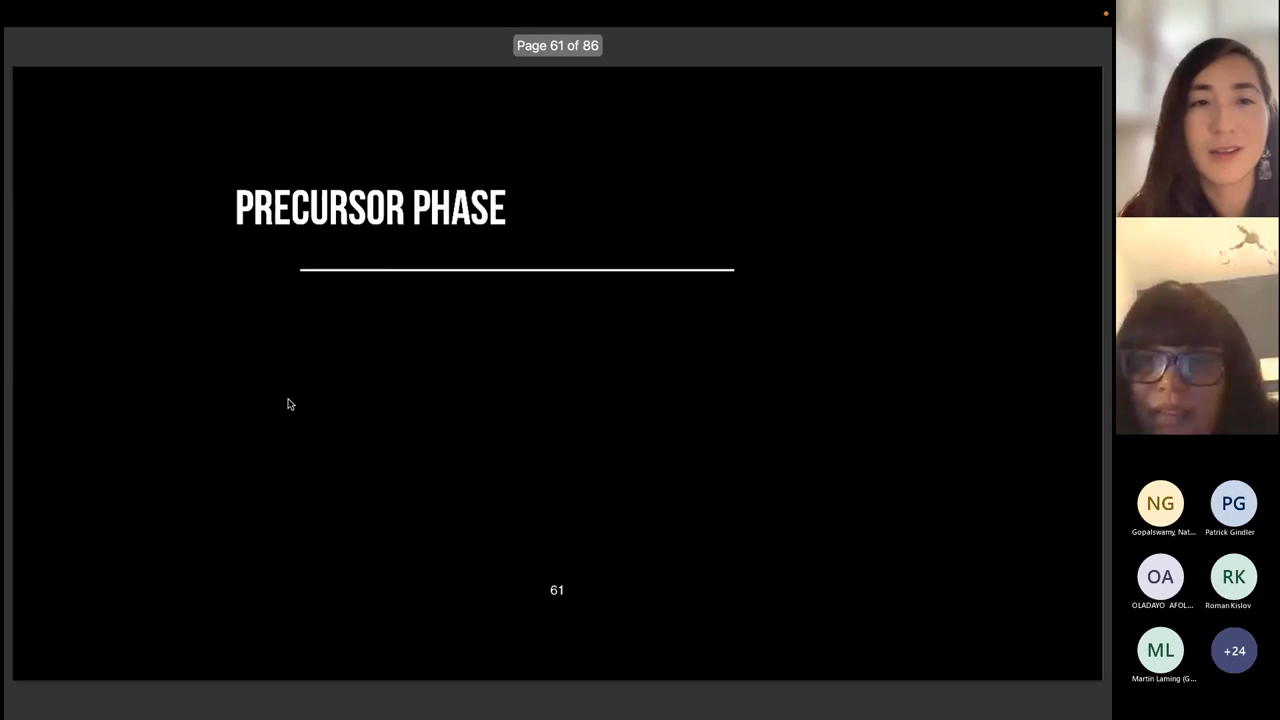 Page 61 of 86
PRECURSOR PHASE
61
NG
PG
Gopalswamy, Nat...
Patrick Gindler
OA
RK
OLADAYO AFOL...
Roman Kislov
ML
+24
Martin Laming (G...